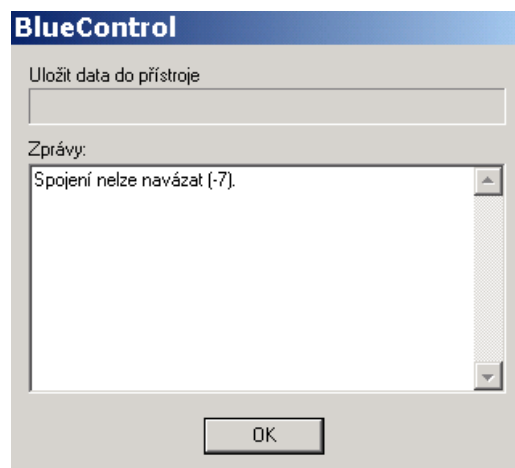 BlueControl
Uložit data do přístroje
Zprávy:
Spojení nelze navázat (-7).
OK